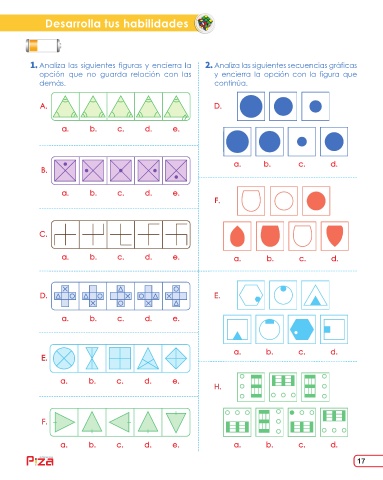 Desarrolla tus habilidades
1. Analiza las siguientes figuras y encierra la
opción que no guarda relación con las
demás.
A.
a. b. c. d. e.
B.
a. b. c. d. e.
C.
a. b. c. d. e.
D.
a. b. c. d. e.
E.
a. b. c. d. e.
F.
a. b. c. d. e.
2. Analiza las siguientes secuencias gráficas
y encierra la opción con la figura que
continúa.
D.
a. b. c. d.
F.
a. b. c. d.
E.
a. b. c. d.
H.
a. b. c. d.
17